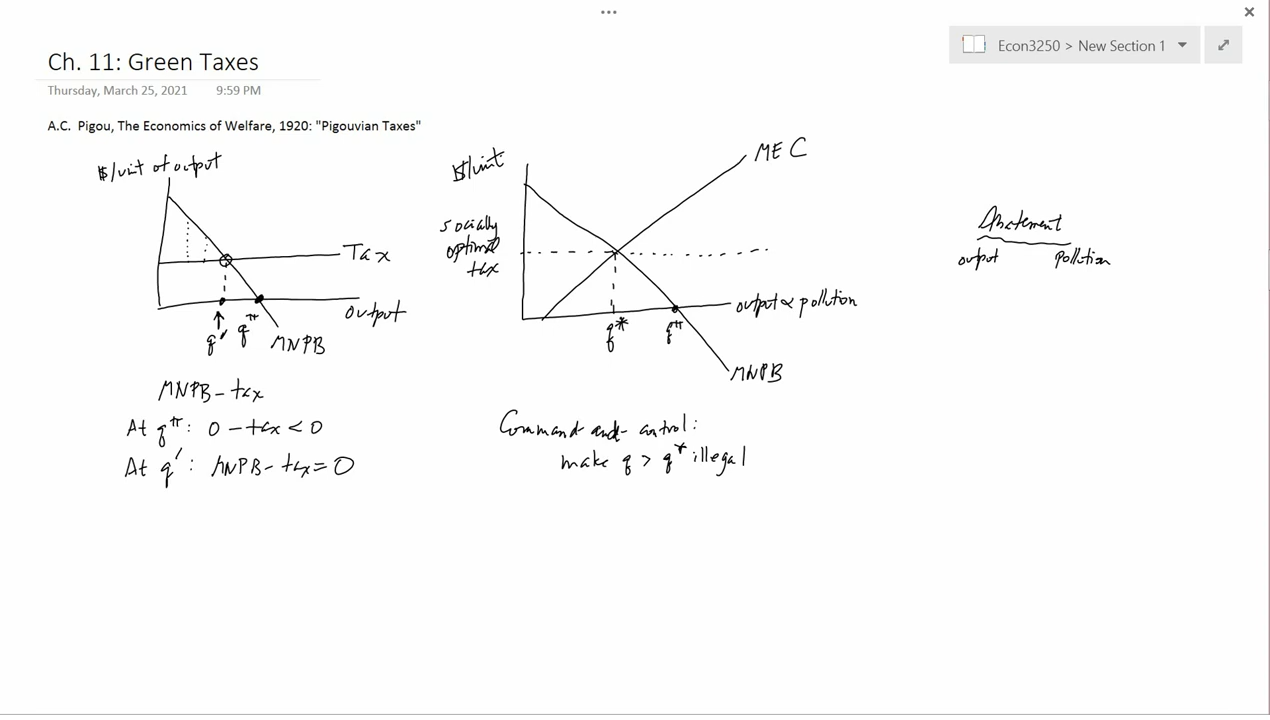 Econ3250 > New Section 1
Ch. 11: Green Taxes
Thursday, March 25, 2021 9:59 PM
A.C. Pigou, The Economics of Welfare, 1920: "Pigouvian Taxes"
$/unit of output
Tax
output
q' q^π
MNPB
MNPB - tax
At q^π: 0 - tax < 0
At q': MNPB - tax = 0
$/unit
MEC
socially
optimal
tax
output ∝ pollution
q* q^π
MNPB
Command-and-control:
make q > q* illegal
Abatement
output pollution